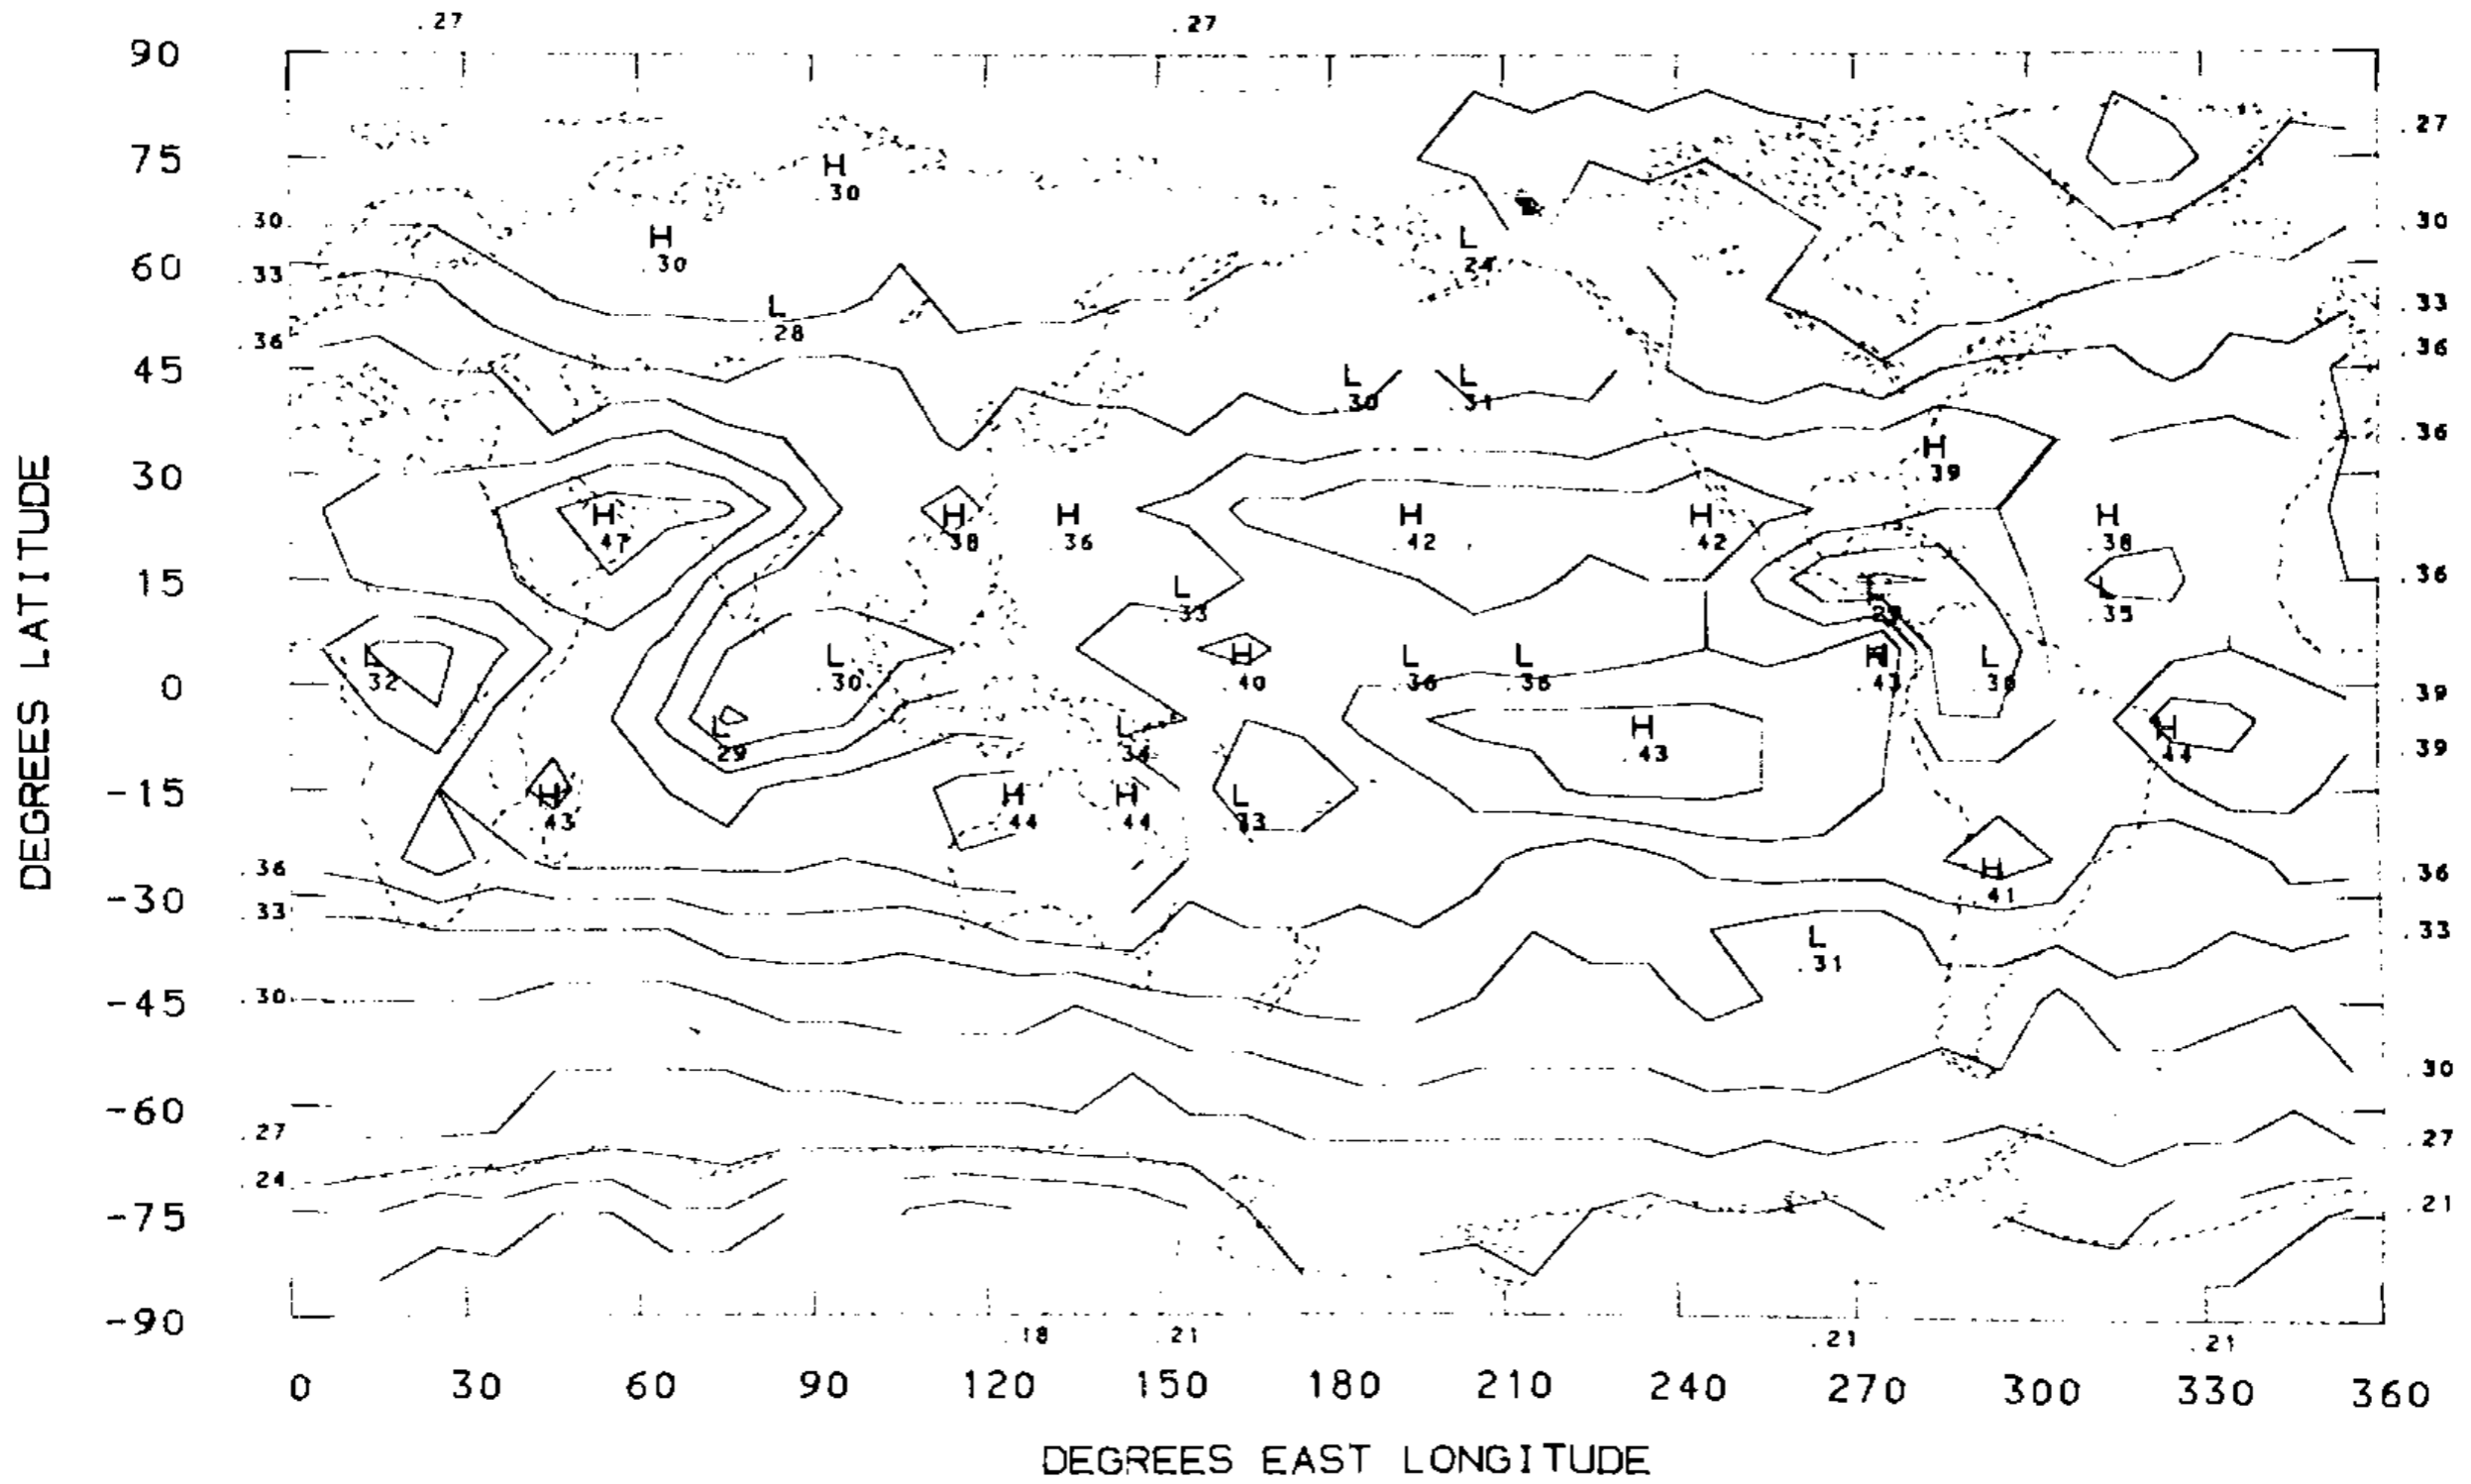 .27 .27
90
75 .27
H
.30
.30 H L .30
.30 .24
60
.33 L .33
.28
.36 .36
45 L L
.30 .31
H .36
.39
30
H H H H H H
.47 .38 .36 .42 .42 .38
15 L L .36
.33 .35
L L H L L H L
.32 .30 .40 .36 .36 .43 .30
0 .39
L L H H
.29 .34 .43 .44 .39
-15 H H H L
.43 .44 .44 .33
.36 H .36
-30 .41
.33 L .33
.31
-45 .30
.30
-60
.27 .27
.24
-75 .21
-90
.18 .21 .21 .21
0 30 60 90 120 150 180 210 240 270 300 330 360
DEGREES EAST LONGITUDE
DEGREES LATITUDE